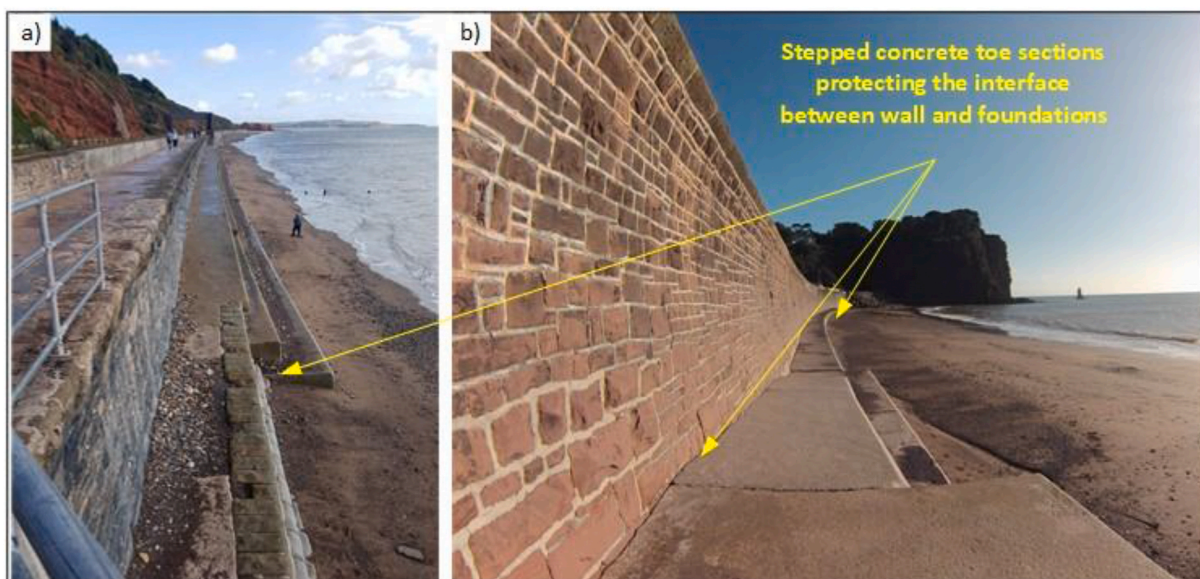 a)
b)
Stepped concrete toe sections
protecting the interface
between wall and foundations